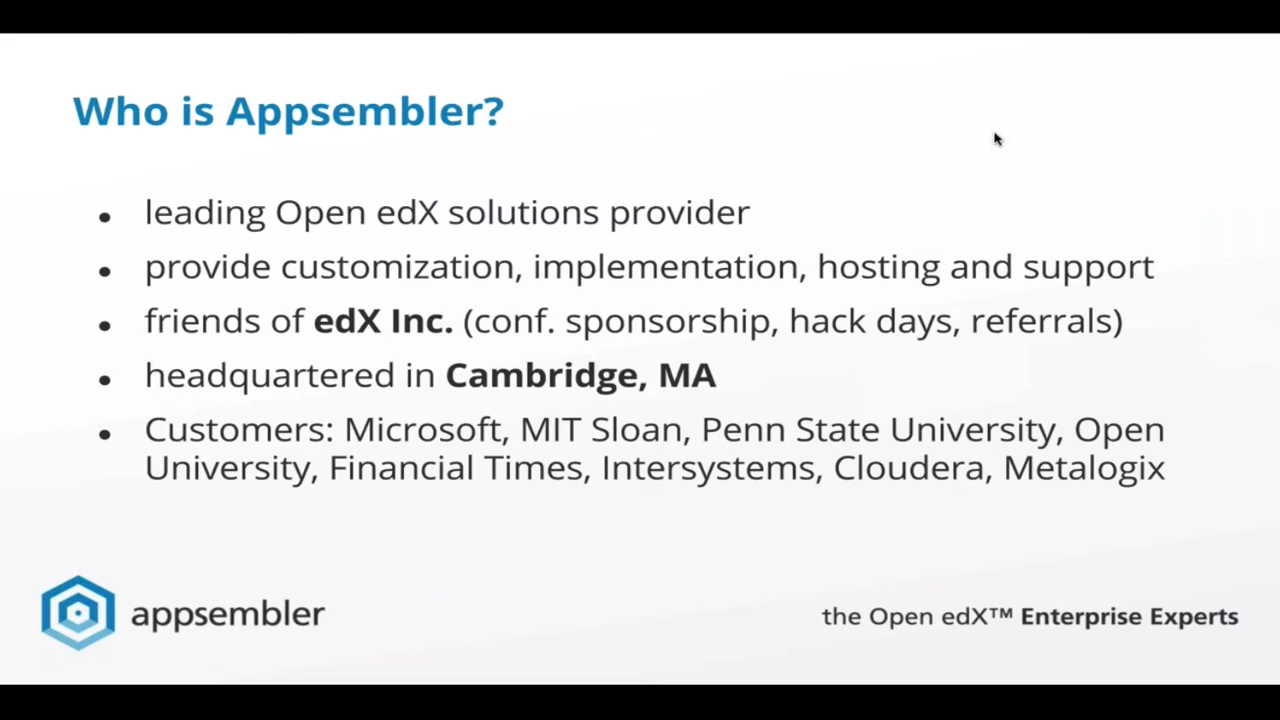 Who is Appsembler?
• leading Open edX solutions provider
• provide customization, implementation, hosting and support
• friends of edX Inc. (conf. sponsorship, hack days, referrals)
• headquartered in Cambridge, MA
• Customers: Microsoft, MIT Sloan, Penn State University, Open
University, Financial Times, Intersystems, Cloudera, Metalogix
appsembler
the Open edX™ Enterprise Experts